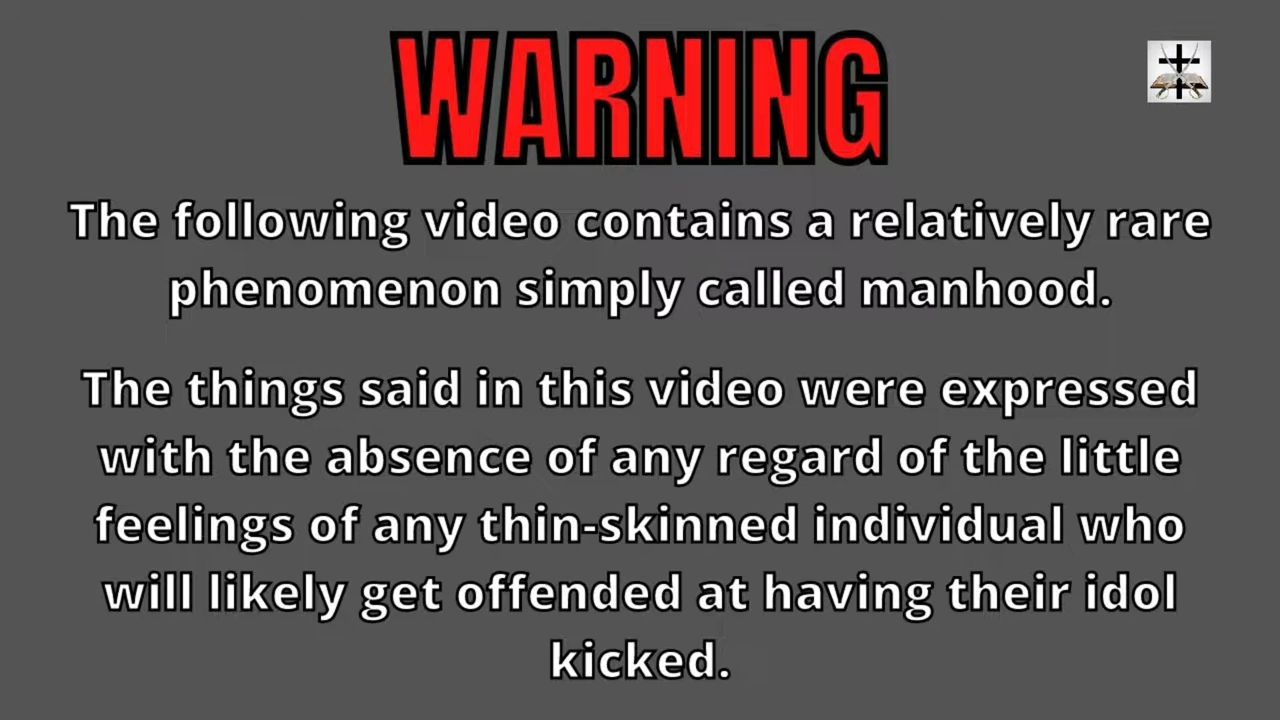 WARNING
The following video contains a relatively rare
phenomenon simply called manhood.
The things said in this video were expressed
with the absence of any regard of the little
feelings of any thin-skinned individual who
will likely get offended at having their idol
kicked.